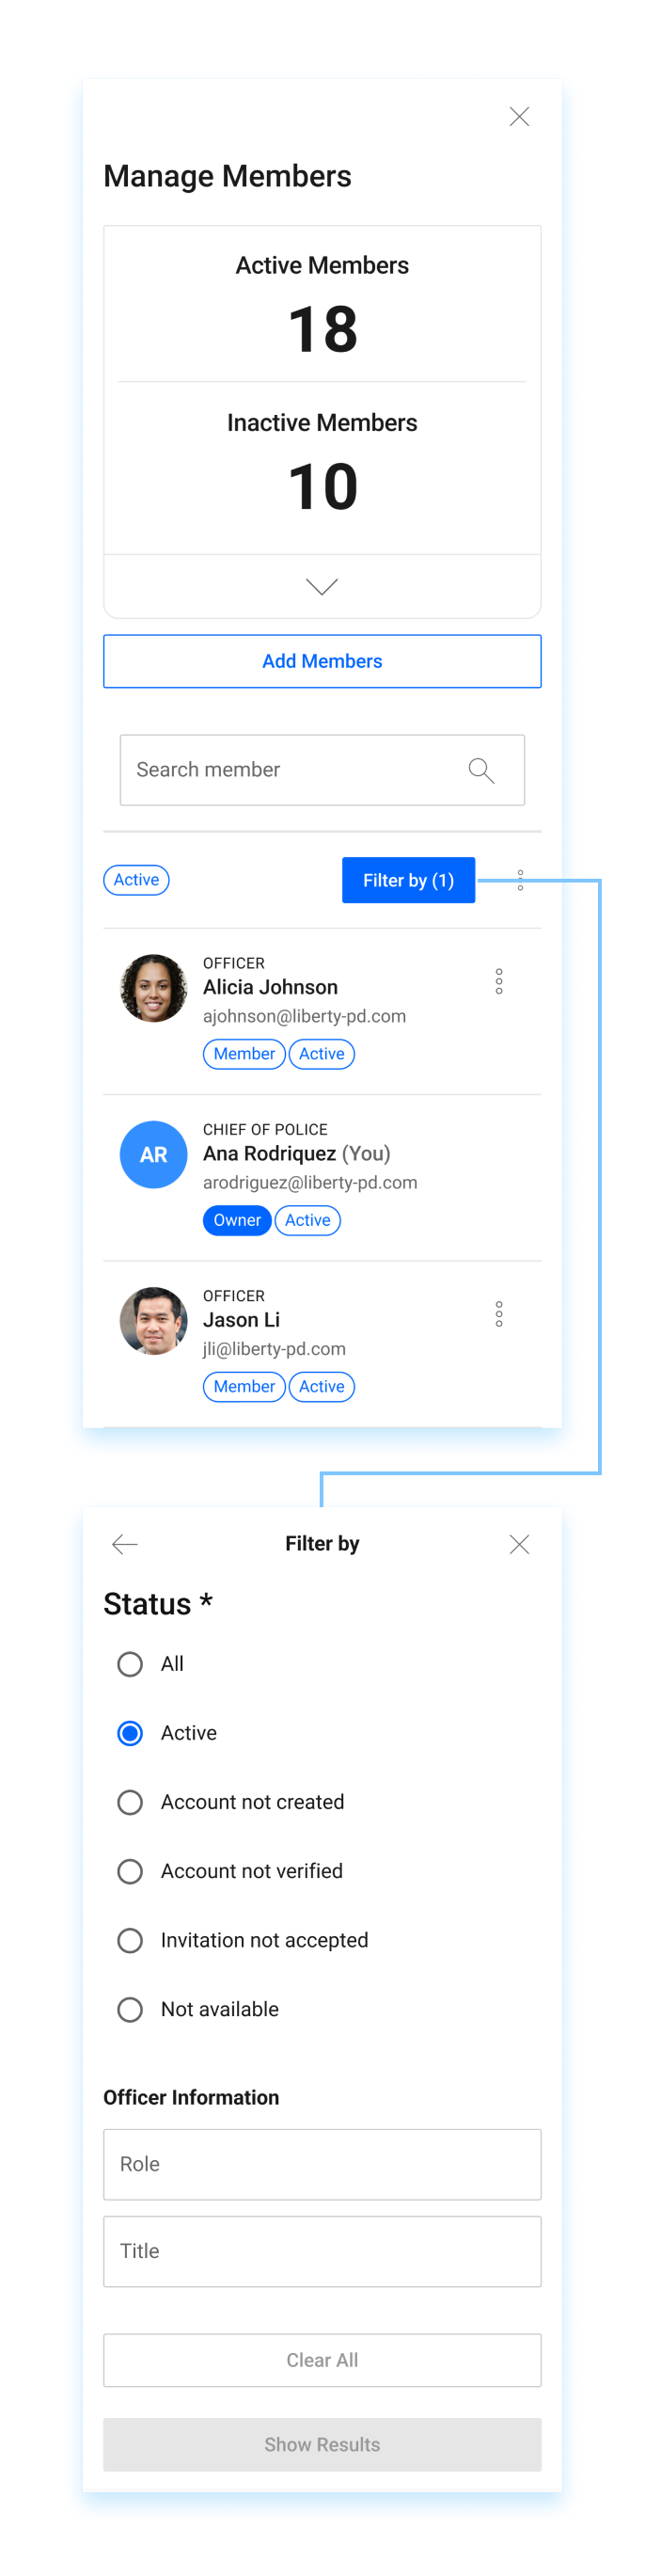 Manage Members
Active Members
18
Inactive Members
10
Add Members
Search member
Active
Filter by (1)
OFFICER
Alicia Johnson
ajohnson@liberty-pd.com
Member Active
CHIEF OF POLICE
AR
Ana Rodriquez (You)
arodriguez@liberty-pd.com
Owner Active
OFFICER
Jason Li
jli@liberty-pd.com
Member Active
Filter by
Status *
All
Active
Account not created
Account not verified
Invitation not accepted
Not available
Officer Information
Role
Title
Clear All
Show Results